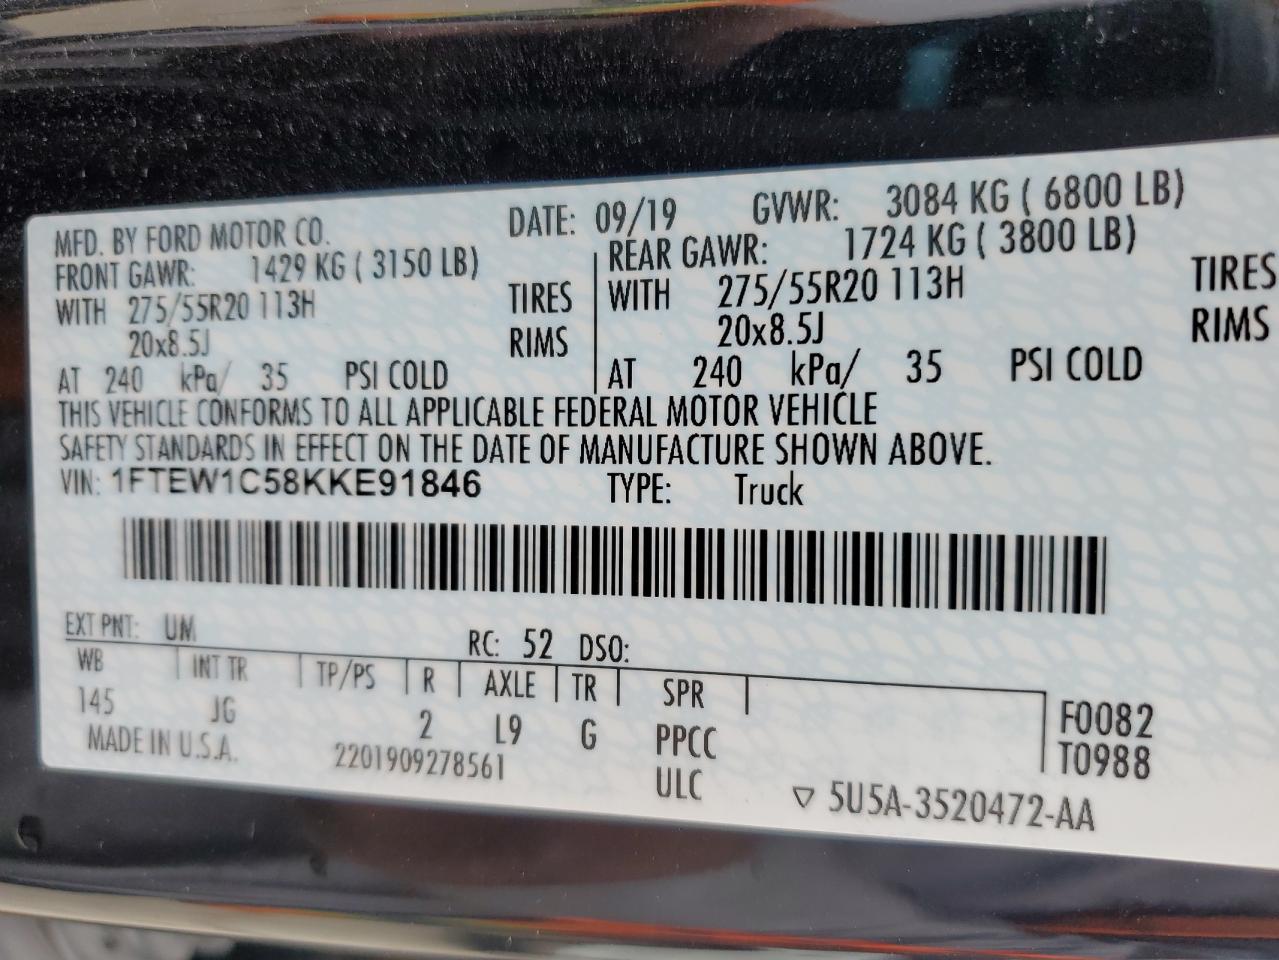 MFD. BY FORD MOTOR CO. DATE: 09/19 GVWR: 3084 KG ( 6800 LB)
FRONT GAWR: 1429 KG ( 3150 LB) REAR GAWR: 1724 KG ( 3800 LB)
WITH 275/55R20 113H TIRES WITH 275/55R20 113H TIRES
20x8.5J RIMS 20x8.5J RIMS
AT 240 kPa/ 35 PSI COLD AT 240 kPa/ 35 PSI COLD
THIS VEHICLE CONFORMS TO ALL APPLICABLE FEDERAL MOTOR VEHICLE
SAFETY STANDARDS IN EFFECT ON THE DATE OF MANUFACTURE SHOWN ABOVE.
VIN: 1FTEW1C58KKE91846 TYPE: Truck
EXT PNT: UM RC: 52 DSO:
WB INT TR TP/PS R AXLE TR SPR
145 JG 2 L9 G PPCC F0082
MADE IN U.S.A. 2201909278561 ULC T0988
▽ 5U5A-3520472-AA